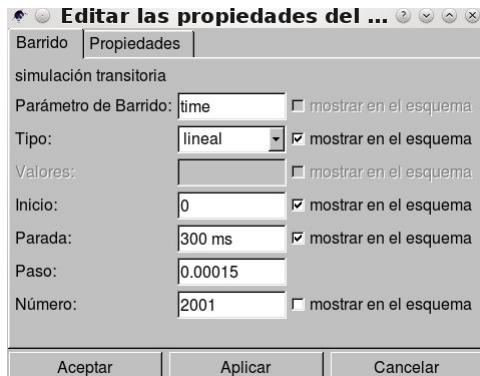 Editar las propiedades del ...
Barrido Propiedades
simulación transitoria
Parámetro de Barrido: time mostrar en el esquema
Tipo: lineal mostrar en el esquema
Valores: mostrar en el esquema
Inicio: 0 mostrar en el esquema
Parada: 300 ms mostrar en el esquema
Paso: 0.00015
Número: 2001 mostrar en el esquema
Aceptar Aplicar Cancelar